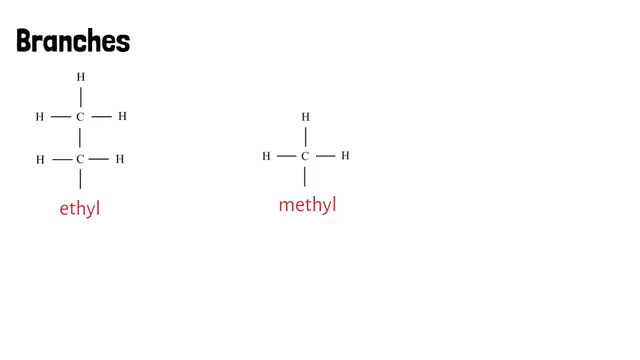 Branches
H
H C H
H
H C H
H C H
ethyl
methyl